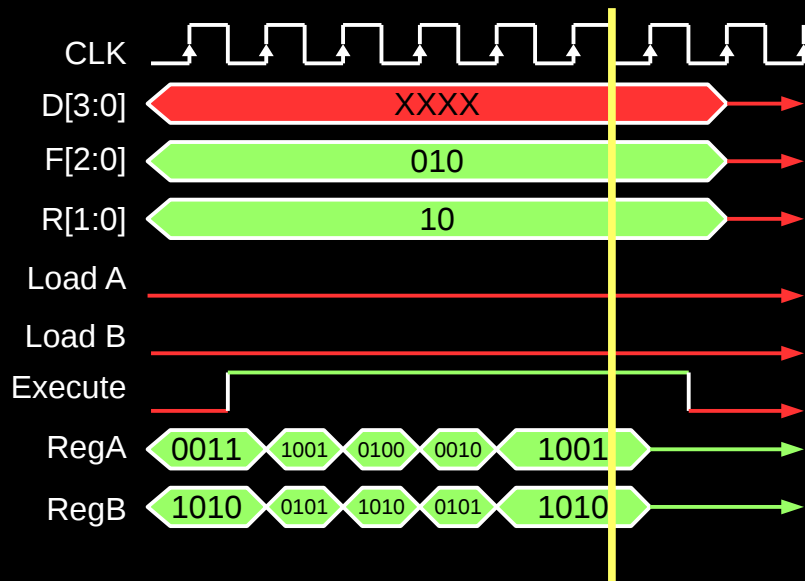 CLK
D[3:0] XXXX
F[2:0] 010
R[1:0] 10
Load A
Load B
Execute
RegA 0011 1001 0100 0010 1001
RegB 1010 0101 1010 0101 1010